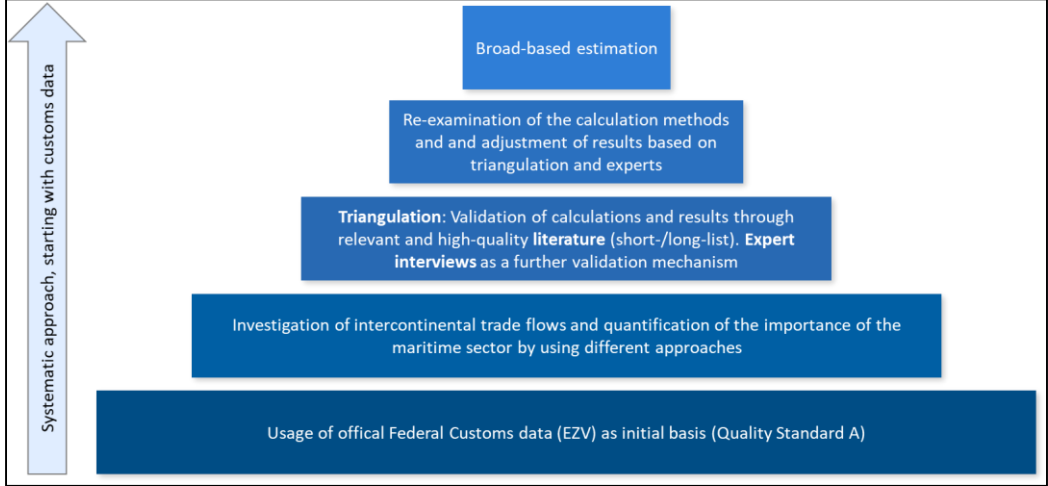 Systematic approach, starting with customs data
Broad-based estimation
Re-examination of the calculation methods
and and adjustment of results based on
triangulation and experts
Triangulation: Validation of calculations and results through
relevant and high-quality literature (short-/long-list). Expert
interviews as a further validation mechanism
Investigation of intercontinental trade flows and quantification of the importance of the
maritime sector by using different approaches
Usage of offical Federal Customs data (EZV) as initial basis (Quality Standard A)